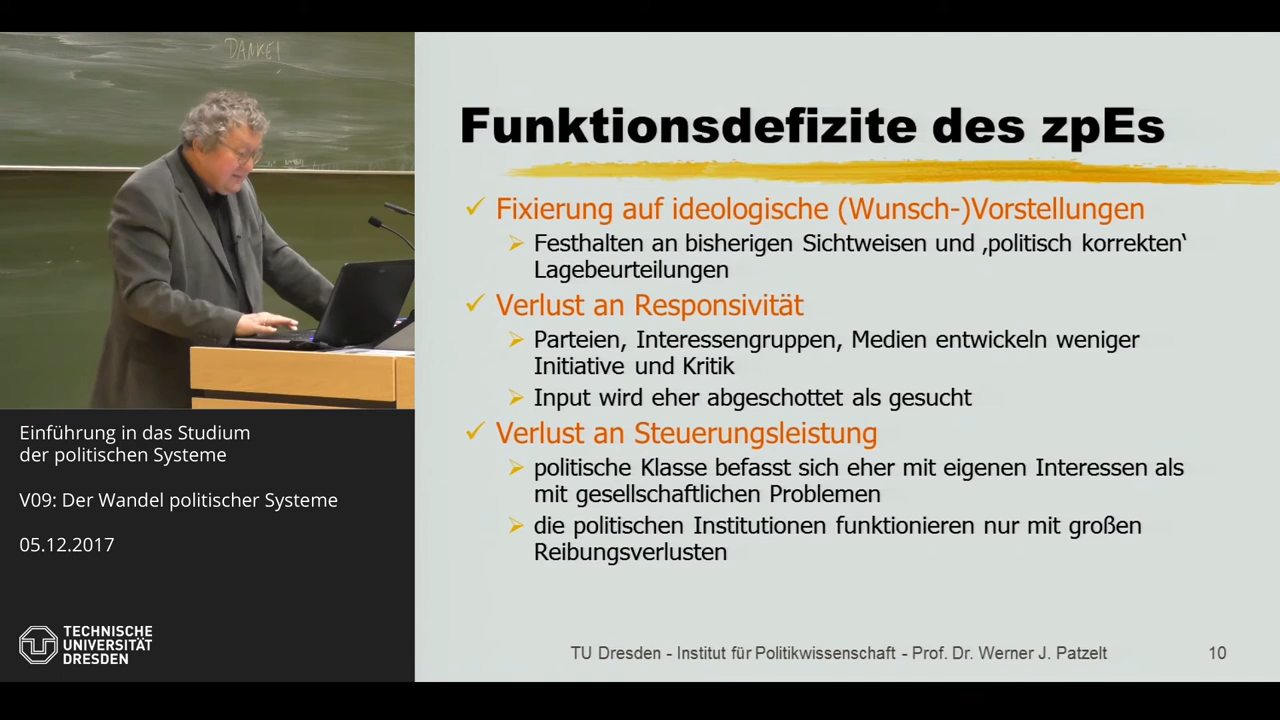 DANKE!
Einführung in das Studium
der politischen Systeme
V09: Der Wandel politischer Systeme
05.12.2017
TECHNISCHE
UNIVERSITÄT
DRESDEN
Funktionsdefizite des zpEs
Fixierung auf ideologische (Wunsch-)Vorstellungen
Festhalten an bisherigen Sichtweisen und ‚politisch korrekten‘
Lagebeurteilungen
Verlust an Responsivität
Parteien, Interessengruppen, Medien entwickeln weniger
Initiative und Kritik
Input wird eher abgeschottet als gesucht
Verlust an Steuerungsleistung
politische Klasse befasst sich eher mit eigenen Interessen als
mit gesellschaftlichen Problemen
die politischen Institutionen funktionieren nur mit großen
Reibungsverlusten
TU Dresden - Institut für Politikwissenschaft - Prof. Dr. Werner J. Patzelt
10